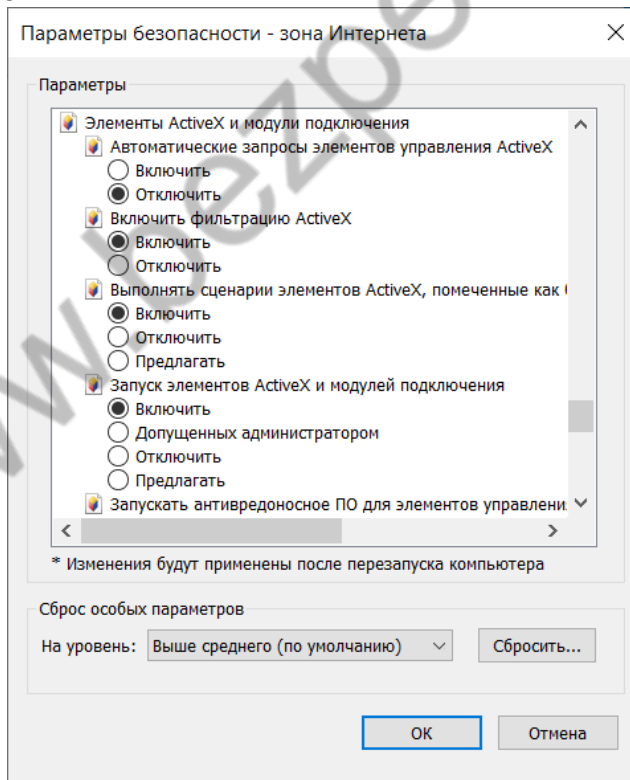 Параметры безопасности - зона Интернета
Параметры
Элементы ActiveX и модули подключения
Автоматические запросы элементов управления ActiveX
Включить
Отключить
Включить фильтрацию ActiveX
Включить
Отключить
Выполнять сценарии элементов ActiveX, помеченные как
Включить
Отключить
Предлагать
Запуск элементов ActiveX и модулей подключения
Включить
Допущенных администратором
Отключить
Предлагать
Запускать антивредоносное ПО для элементов
* Изменения будут применены после перезапуска компьютера
Сброс особых параметров
На уровень: Выше среднего (по умолчанию) Сбросить...
ОК Отмена